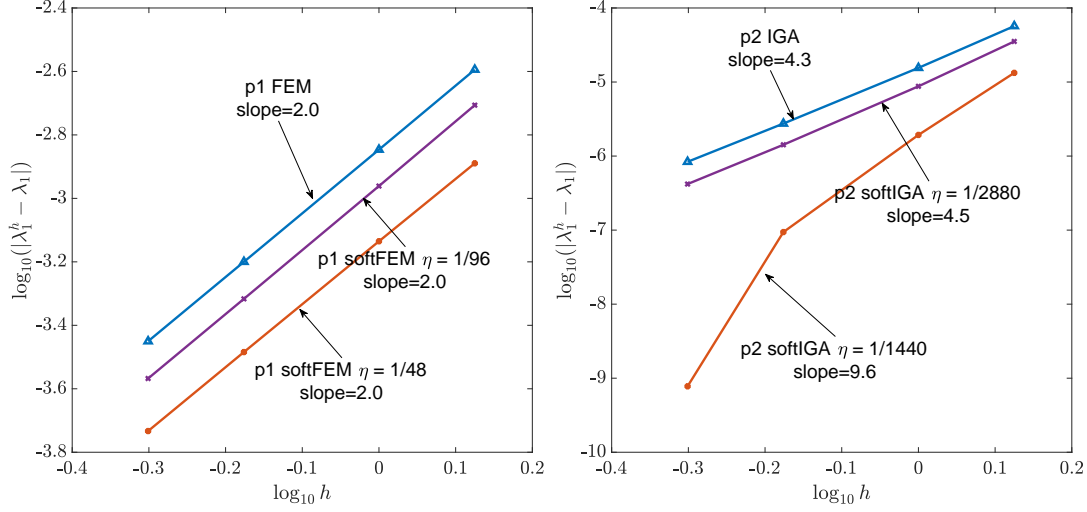 -2.4
-2.6
-2.8
-3
-3.2
-3.4
-3.6
-3.8
-0.4
-0.3
-0.2
-0.1
0
0.1
0.2
log₁₀ h
log₁₀(|λ₁ʰ − λ₁|)
p1 FEM
slope=2.0
p1 softFEM η = 1/96
slope=2.0
p1 softFEM η = 1/48
slope=2.0
-4
-5
-6
-7
-8
-9
-10
-0.4
-0.3
-0.2
-0.1
0
0.1
0.2
log₁₀ h
log₁₀(|λ₁ʰ − λ₁|)
p2 IGA
slope=4.3
p2 softIGA η = 1/2880
slope=4.5
p2 softIGA η = 1/1440
slope=9.6